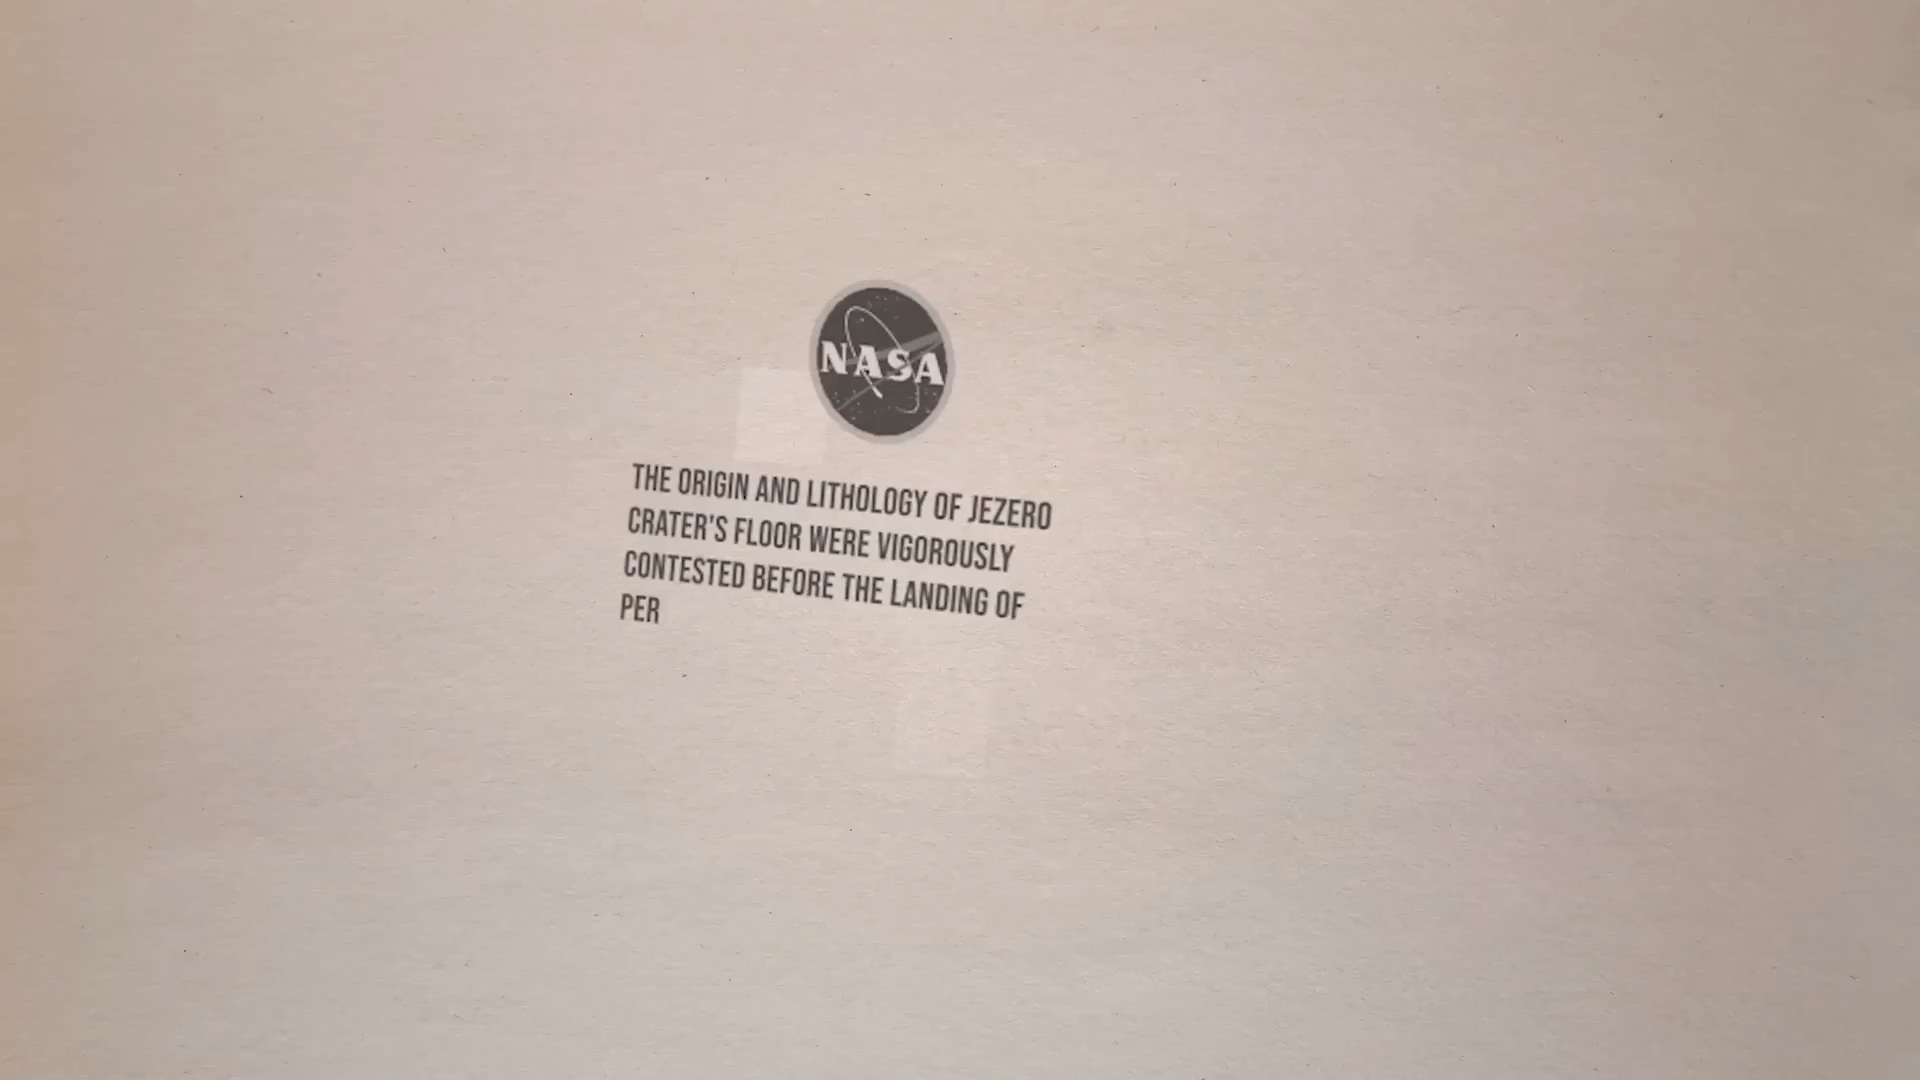 NASA
THE ORIGIN AND LITHOLOGY OF JEZERO
CRATER'S FLOOR WERE VIGOROUSLY
CONTESTED BEFORE THE LANDING OF
PER